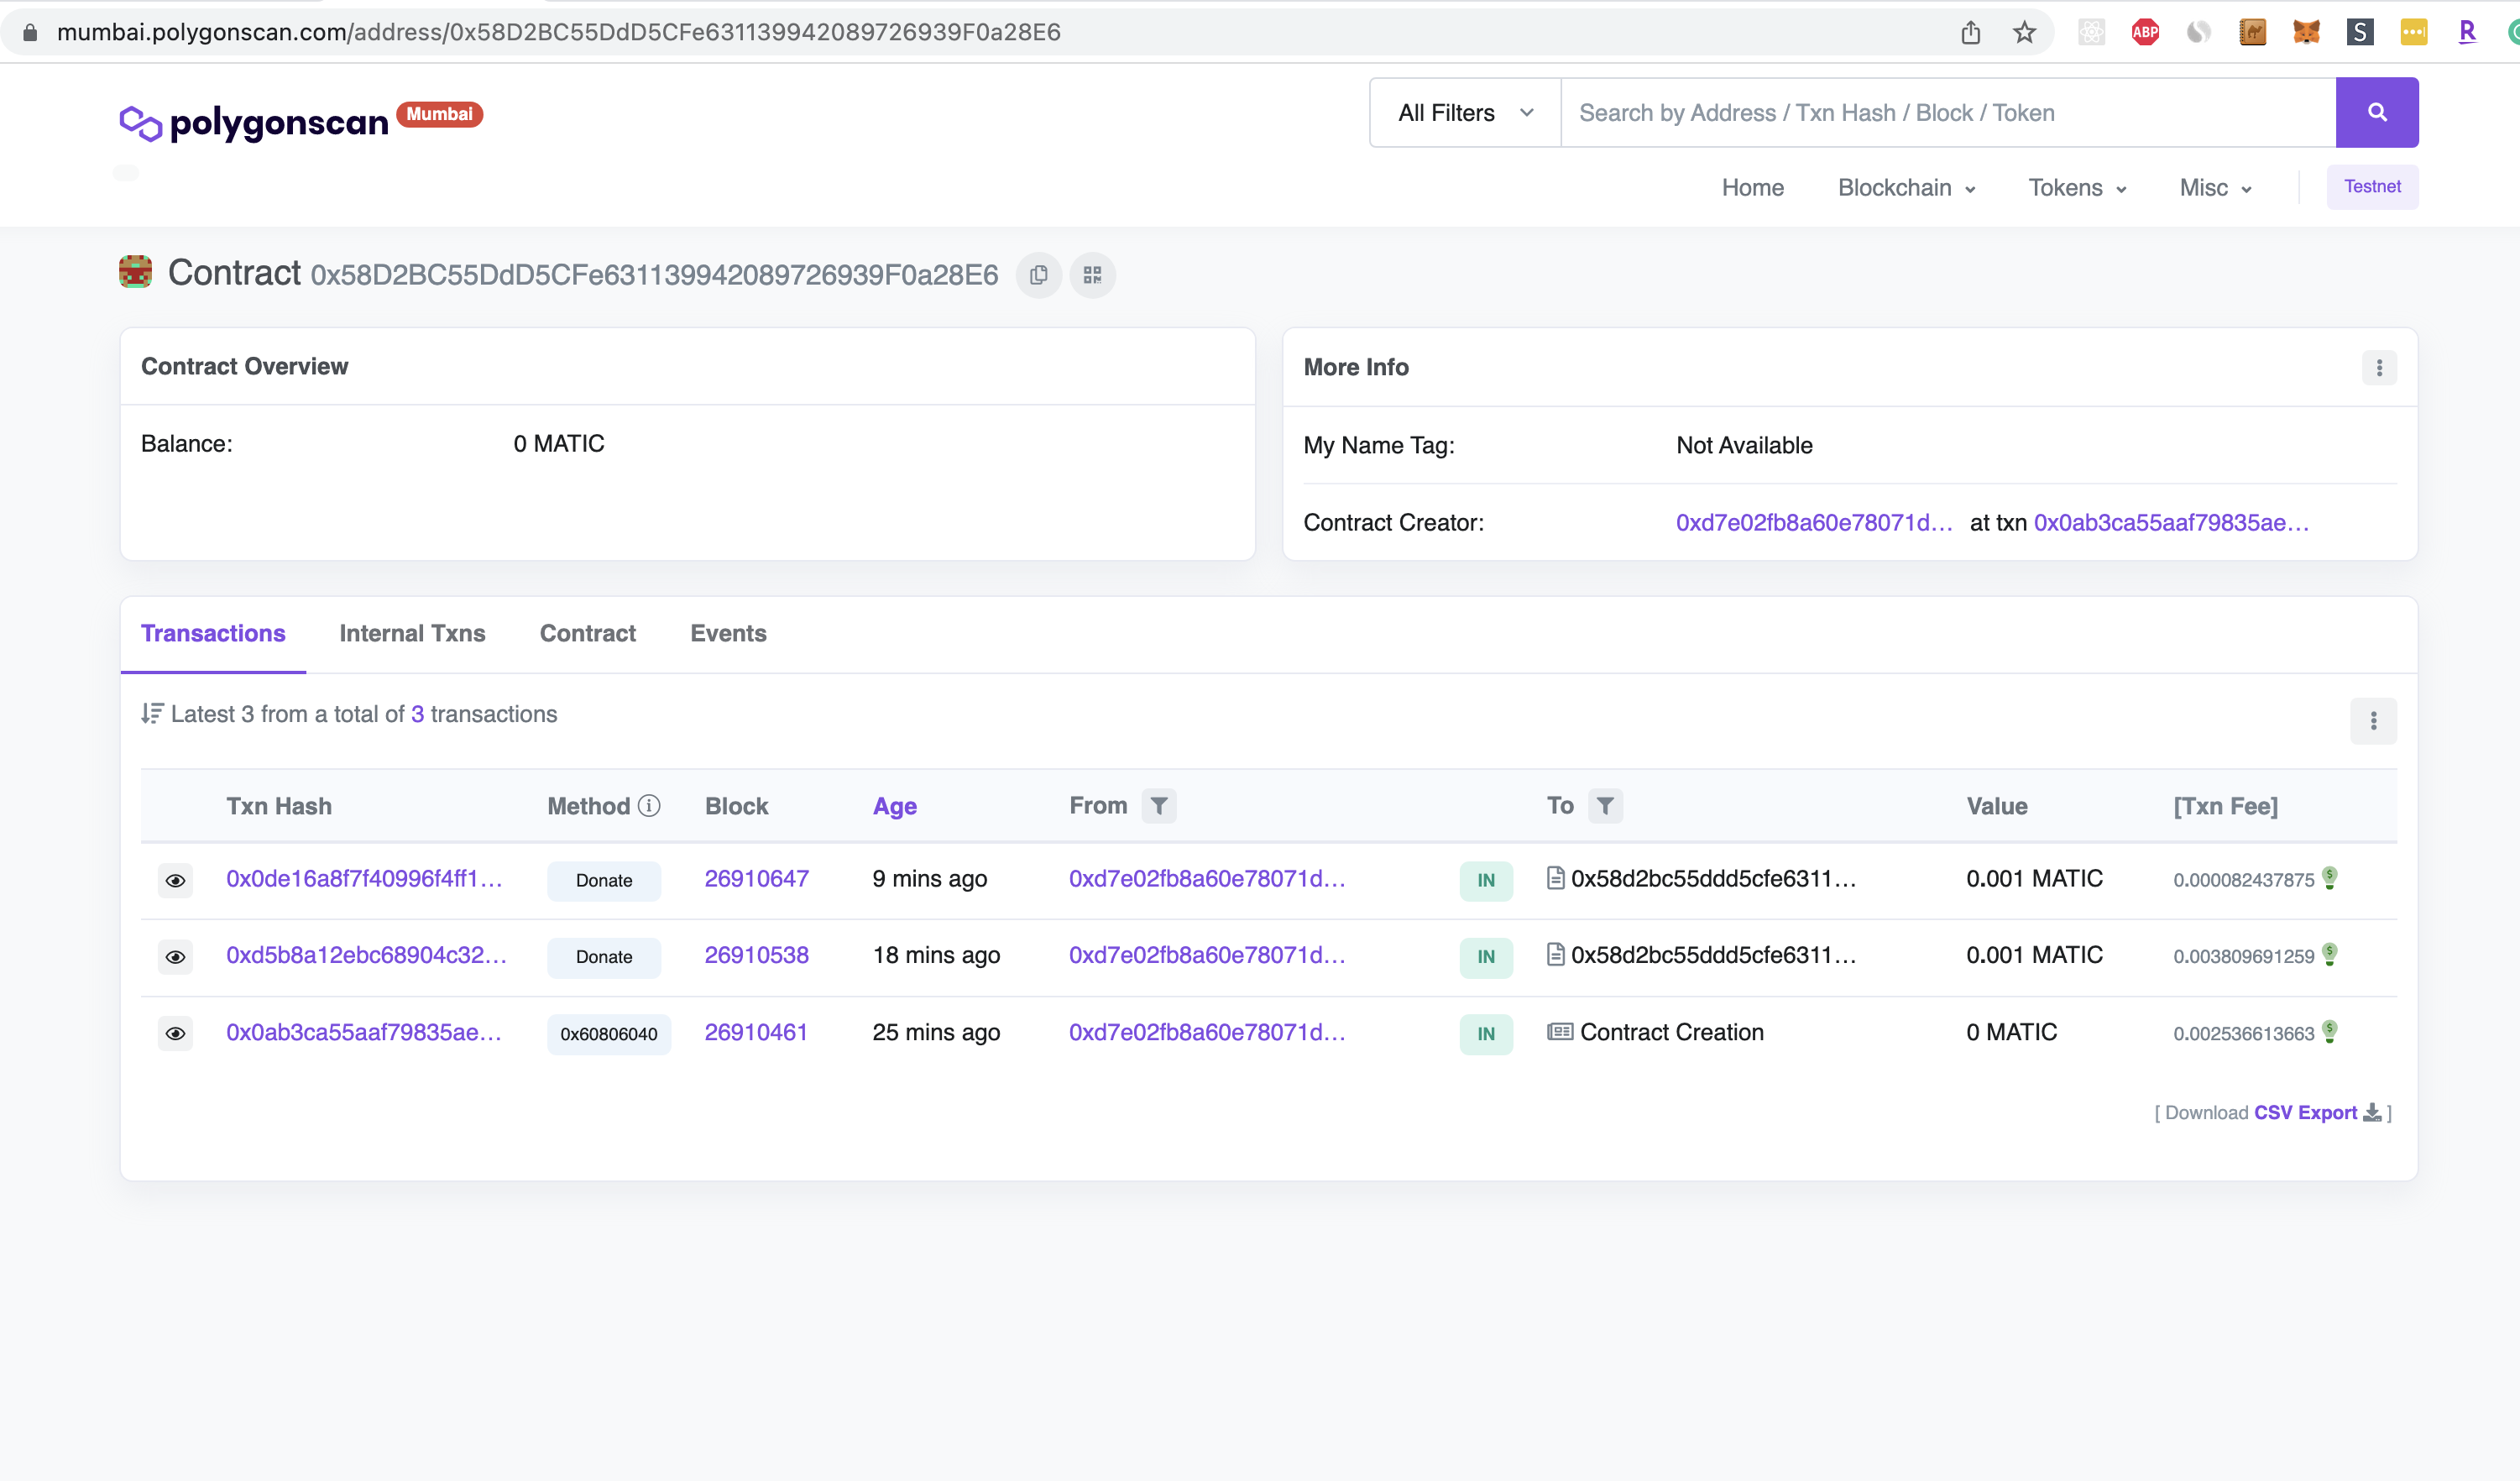 mumbai.polygonscan.com/address/0x58D2BC55DdD5CFe631139942089726939F0a28E6
ABP
S
R
polygonscan Mumbai
All Filters
Search by Address / Txn Hash / Block / Token
Home Blockchain Tokens Misc Testnet
Contract 0x58D2BC55DdD5CFe631139942089726939F0a28E6
Contract Overview
Balance: 0 MATIC
More Info
My Name Tag: Not Available
Contract Creator: 0xd7e02fb8a60e78071d… at txn 0x0ab3ca55aaf79835ae…
Transactions Internal Txns Contract Events
Latest 3 from a total of 3 transactions
Txn Hash Method Block Age From To Value [Txn Fee]
0x0de16a8f7f40996f4ff1… Donate 26910647 9 mins ago 0xd7e02fb8a60e78071d… IN 0x58d2bc55ddd5cfe6311… 0.001 MATIC 0.000082437875
0xd5b8a12ebc68904c32… Donate 26910538 18 mins ago 0xd7e02fb8a60e78071d… IN 0x58d2bc55ddd5cfe6311… 0.001 MATIC 0.003809691259
0x0ab3ca55aaf79835ae… 0x60806040 26910461 25 mins ago 0xd7e02fb8a60e78071d… IN Contract Creation 0 MATIC 0.002536613663
[ Download CSV Export ]